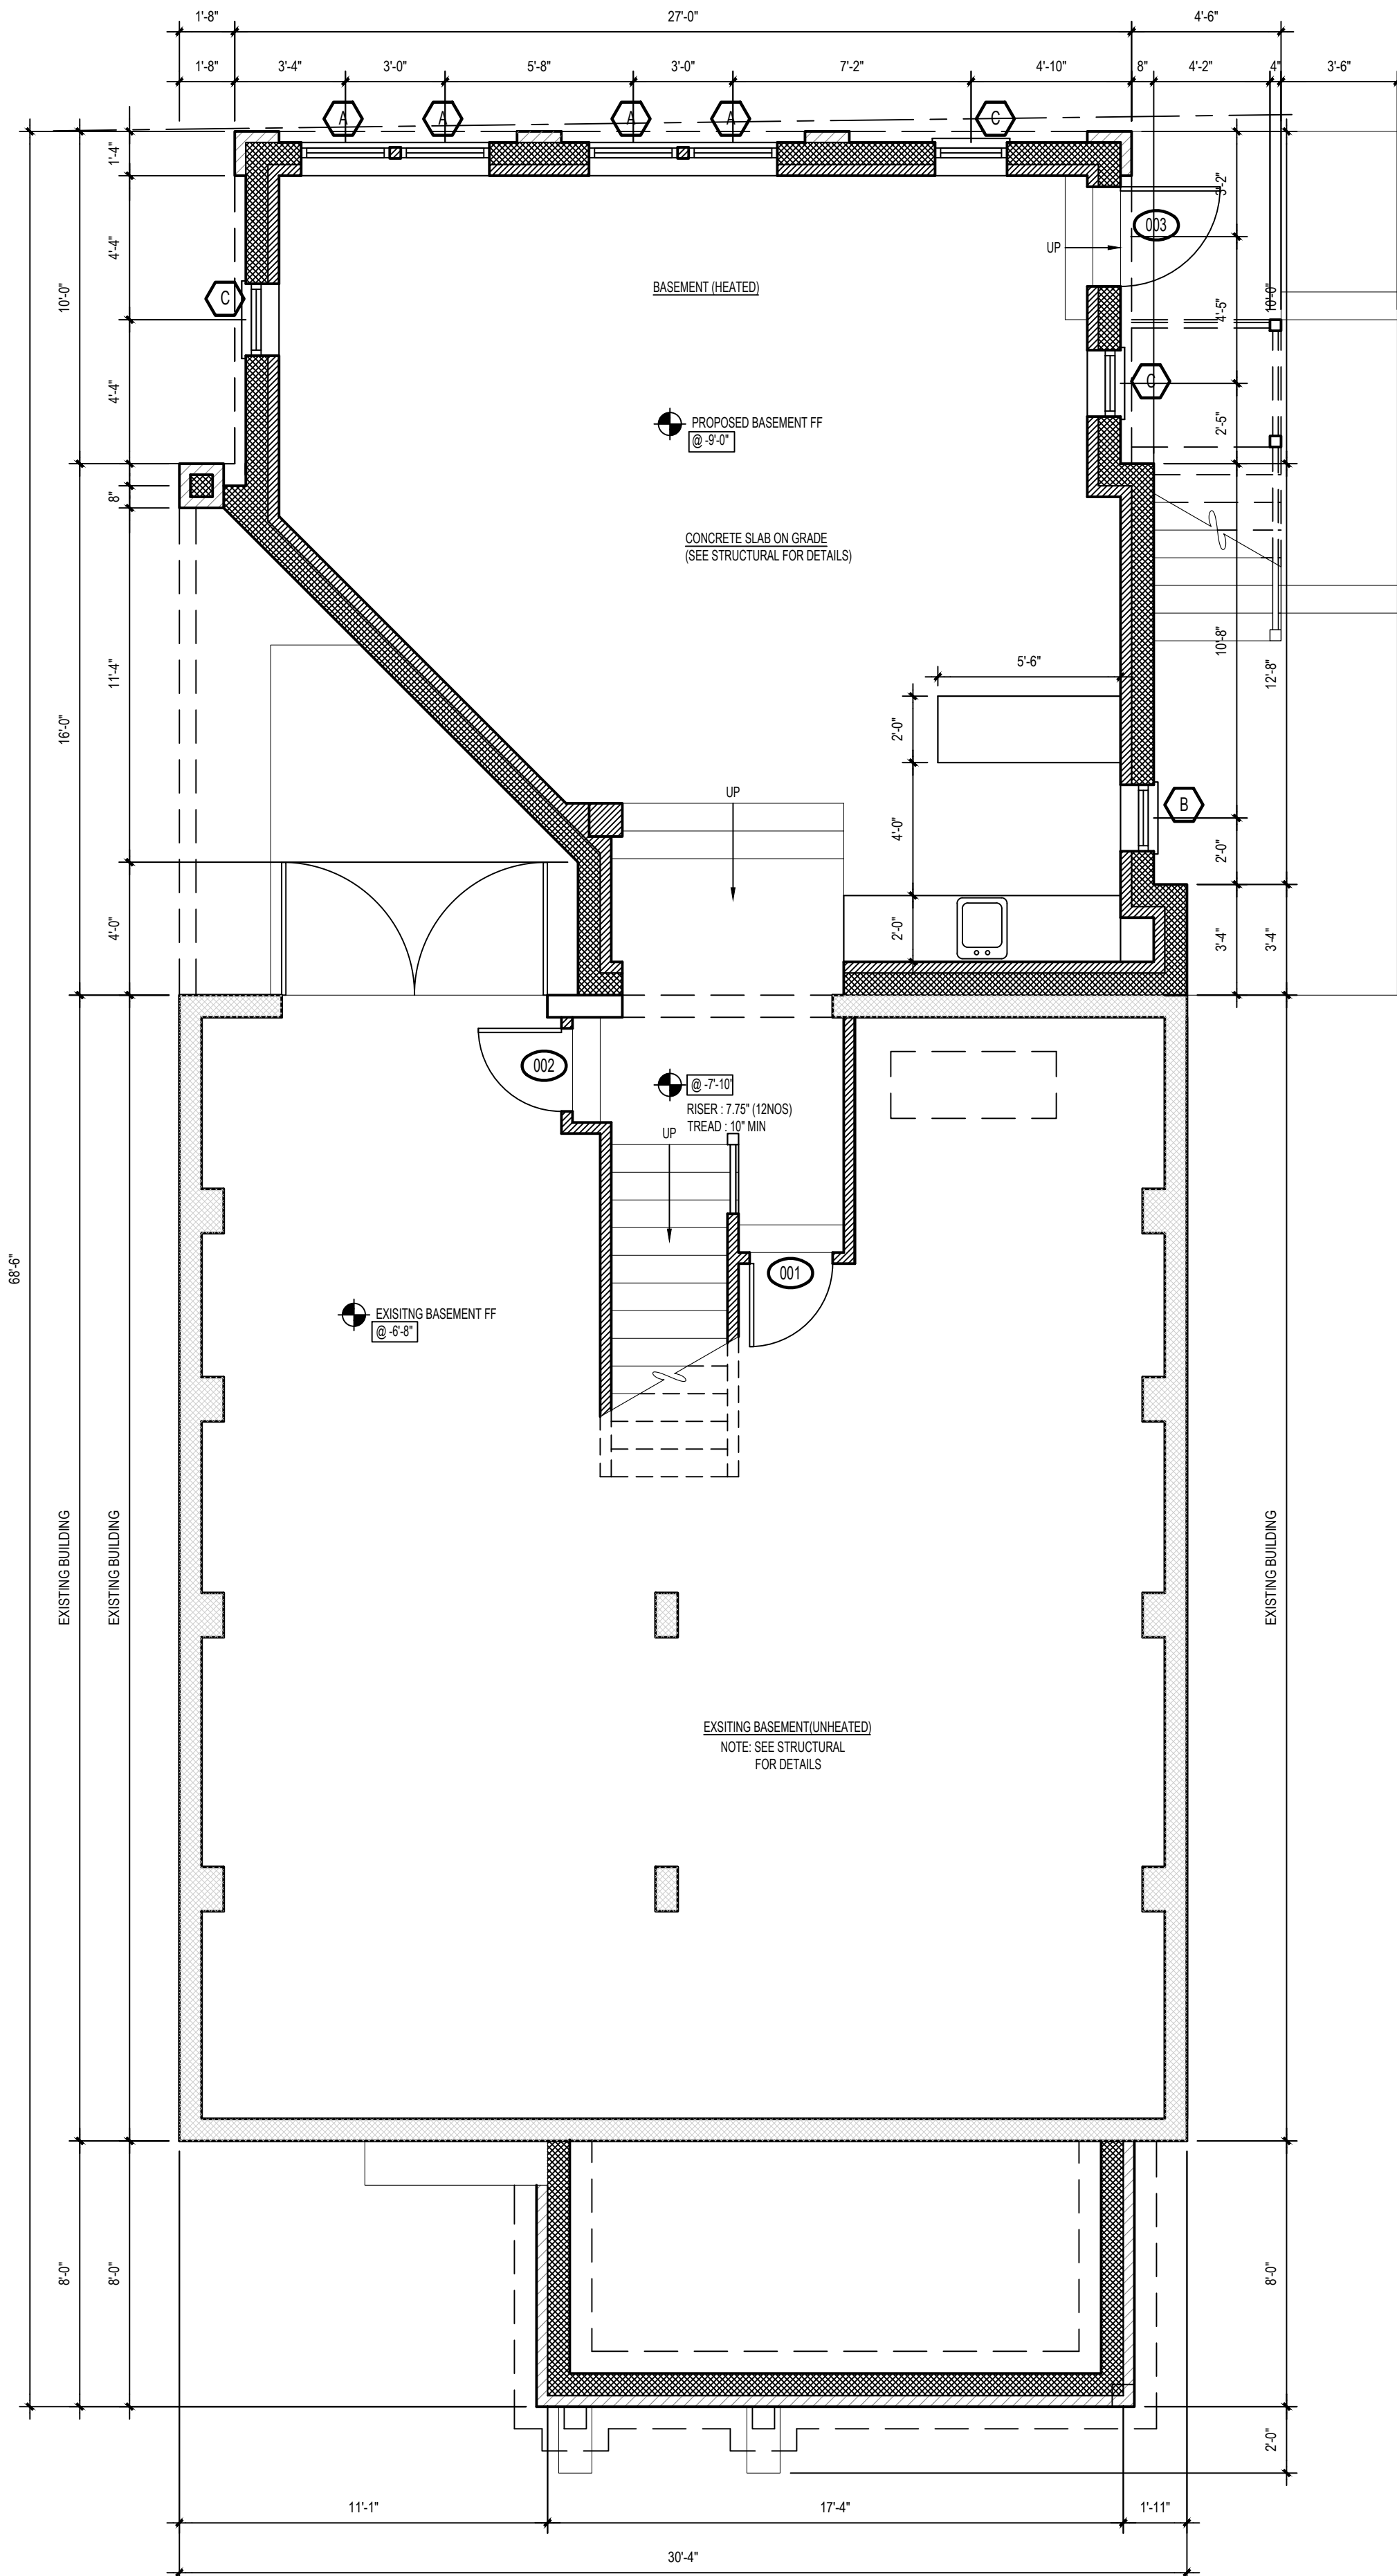 1'-8"
27'-0"
4'-6"
1'-8"
3'-4"
3'-0"
5'-8"
3'-0"
7'-2"
4'-10"
8"
4'-2"
4"
3'-6"
A
A
A
A
C
1'-4"
3'-2"
003
UP
4'-4"
BASEMENT (HEATED)
C
10'-0"
4'-5"
10'-0"
C
4'-4"
PROPOSED BASEMENT FF
@ -9'-0"
2'-5"
8"
CONCRETE SLAB ON GRADE
(SEE STRUCTURAL FOR DETAILS)
11'-4"
10'-8"
12'-8"
5'-6"
16'-0"
2'-0"
UP
B
4'-0"
2'-0"
4'-0"
2'-0"
3'-4"
3'-4"
002
@ -7'-10"
RISER : 7.75" (12NOS)
TREAD : 10" MIN
UP
68'-6"
001
EXISITNG BASEMENT FF
@ -6'-8"
EXISTING BUILDING
EXISTING BUILDING
EXISTING BUILDING
EXSITING BASEMENT(UNHEATED)
NOTE: SEE STRUCTURAL
FOR DETAILS
8'-0"
8'-0"
8'-0"
2'-0"
11'-1"
17'-4"
1'-11"
30'-4"